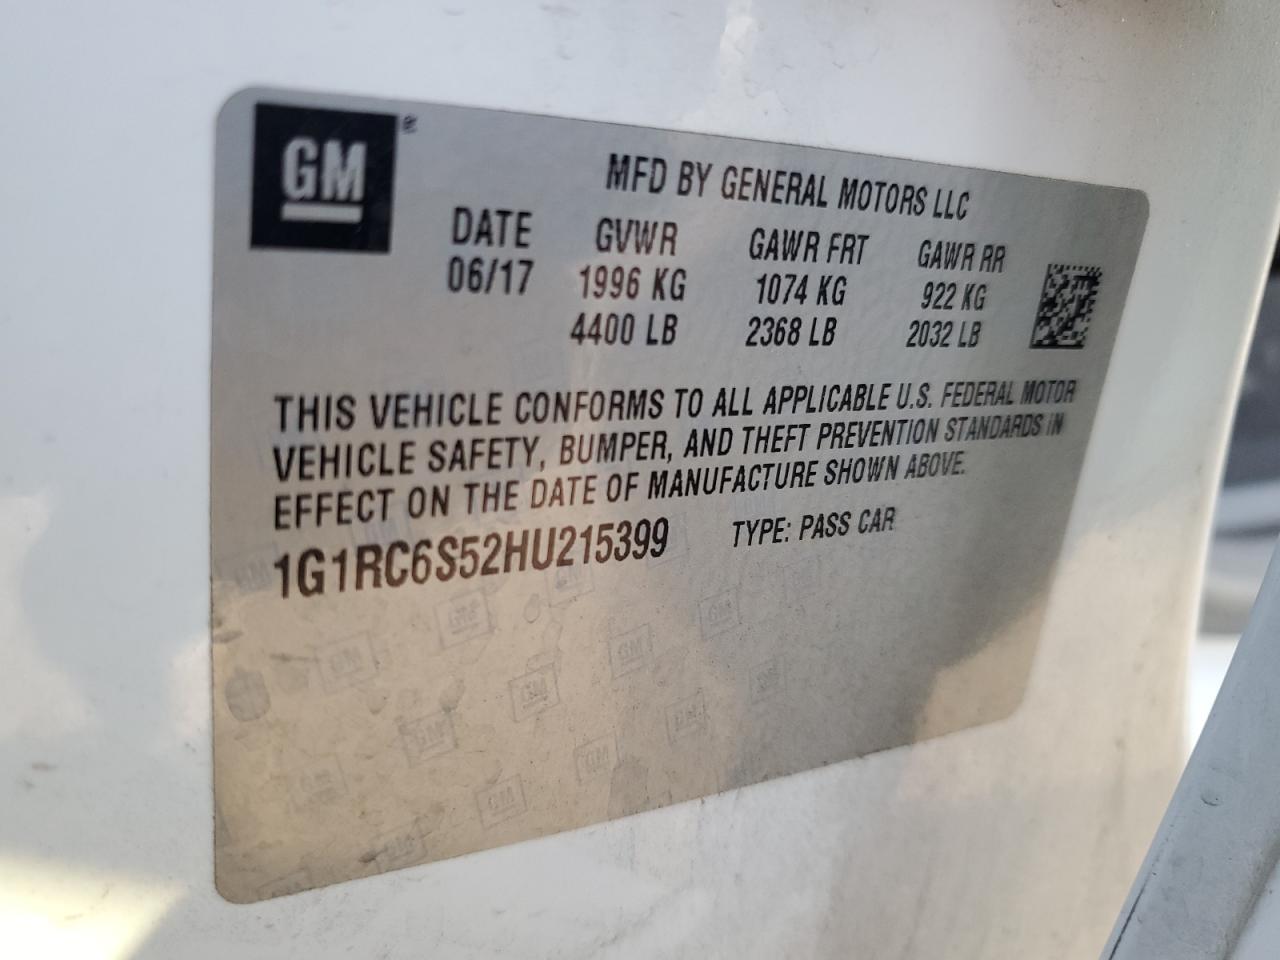 GM®
MFD BY GENERAL MOTORS LLC
DATE GVWR GAWR FRT GAWR RR
06/17 1996 KG 1074 KG 922 KG
4400 LB 2368 LB 2032 LB
THIS VEHICLE CONFORMS TO ALL APPLICABLE U.S. FEDERAL MOTOR
VEHICLE SAFETY, BUMPER, AND THEFT PREVENTION STANDARDS IN
EFFECT ON THE DATE OF MANUFACTURE SHOWN ABOVE.
1G1RC6S52HU215399 TYPE: PASS CAR